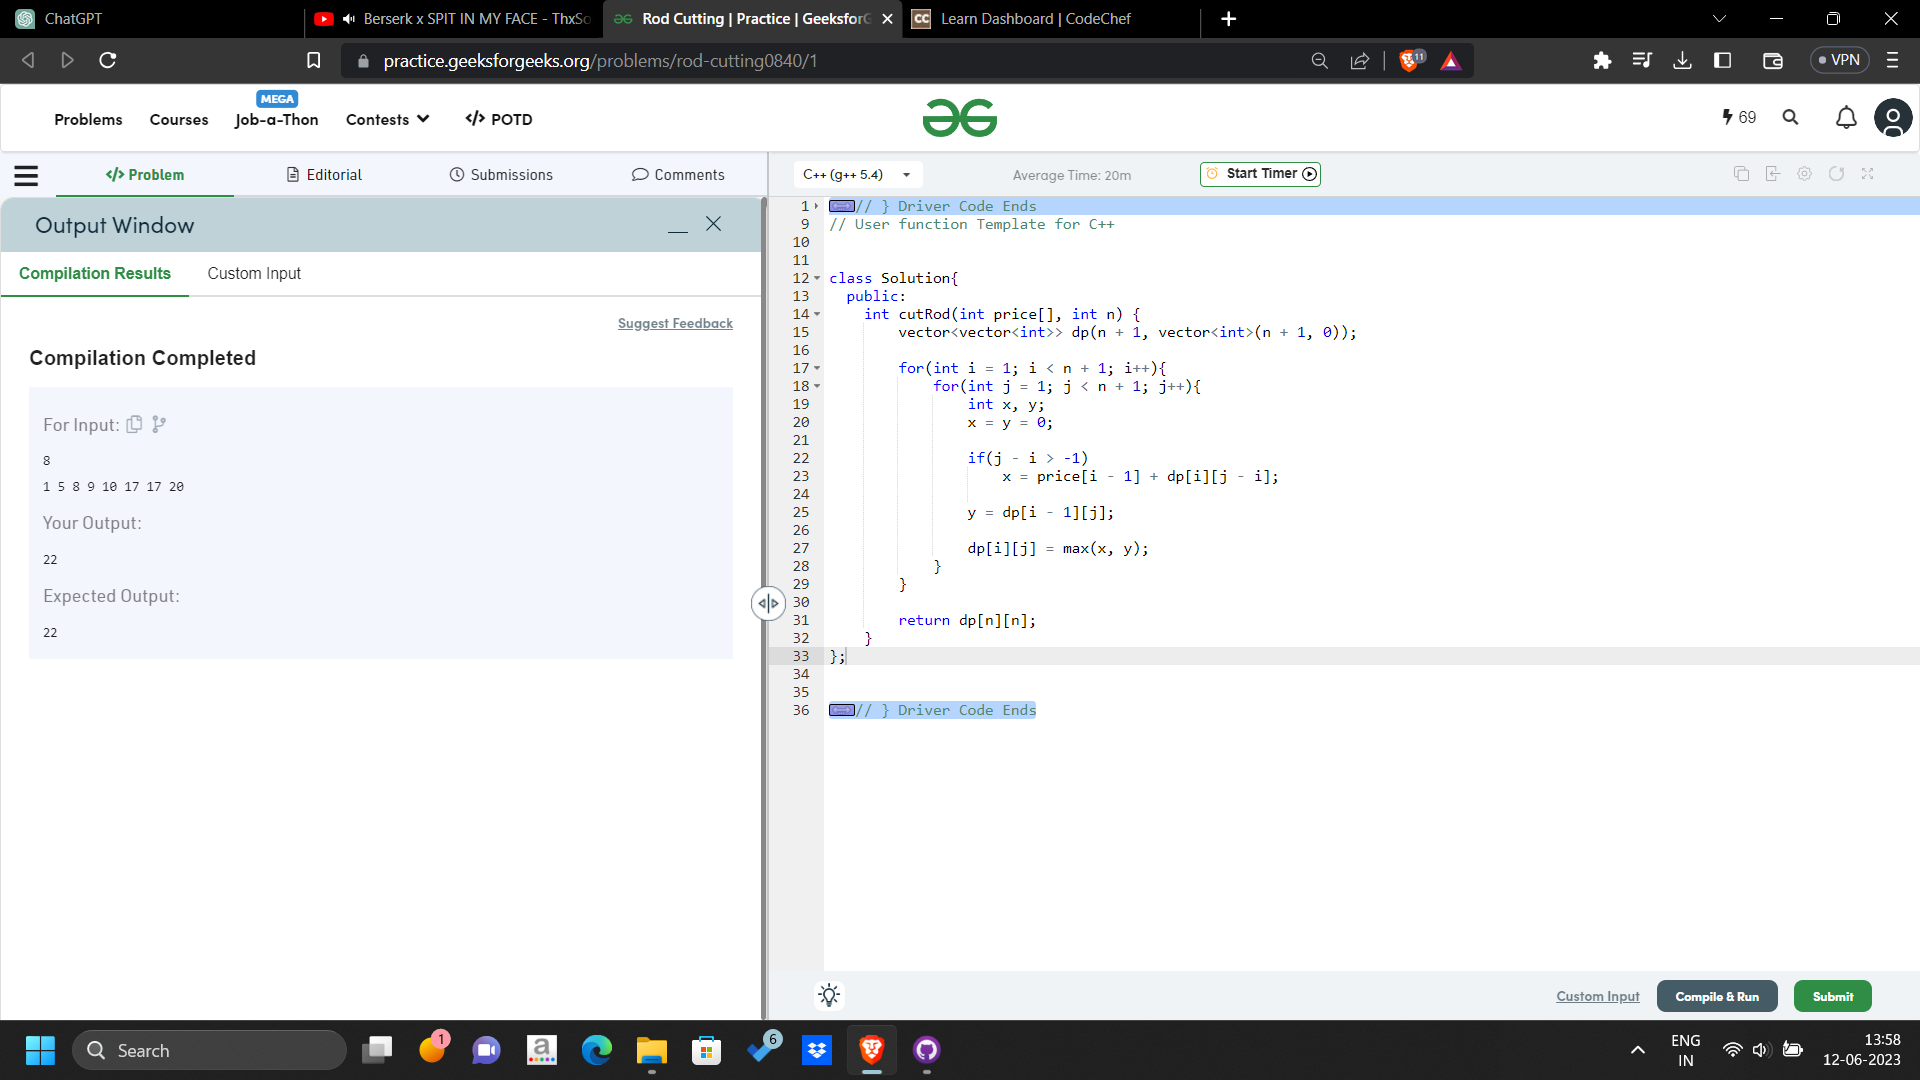 ChatGPT
Berserk x SPIT IN MY FACE - ThxSo
Rod Cutting | Practice | GeeksforG
CC Learn Dashboard | CodeChef
practice.geeksforgeeks.org/problems/rod-cutting0840/1
11
VPN
Problems
Courses
MEGA
Job-a-Thon
Contests
</> POTD
69
</> Problem
Editorial
Submissions
Comments
C++ (g++ 5.4)
Average Time: 20m
Start Timer
Output Window
Compilation Results
Custom Input
Suggest Feedback
Compilation Completed
For Input:
8
1 5 8 9 10 17 17 20
Your Output:
22
Expected Output:
22
1 // } Driver Code Ends
9 // User function Template for C++
10
11
12 class Solution{
13 public:
14 int cutRod(int price[], int n) {
15 vector<vector<int>> dp(n + 1, vector<int>(n + 1, 0));
16
17 for(int i = 1; i < n + 1; i++){
18 for(int j = 1; j < n + 1; j++){
19 int x, y;
20 x = y = 0;
21
22 if(j - i > -1)
23 x = price[i - 1] + dp[i][j - i];
24
25 y = dp[i - 1][j];
26
27 dp[i][j] = max(x, y);
28 }
29 }
30
31 return dp[n][n];
32 }
33 };
34
35
36 // } Driver Code Ends
Custom Input
Compile & Run
Submit
Search
1
a
6
ENG
IN
13:58
12-06-2023